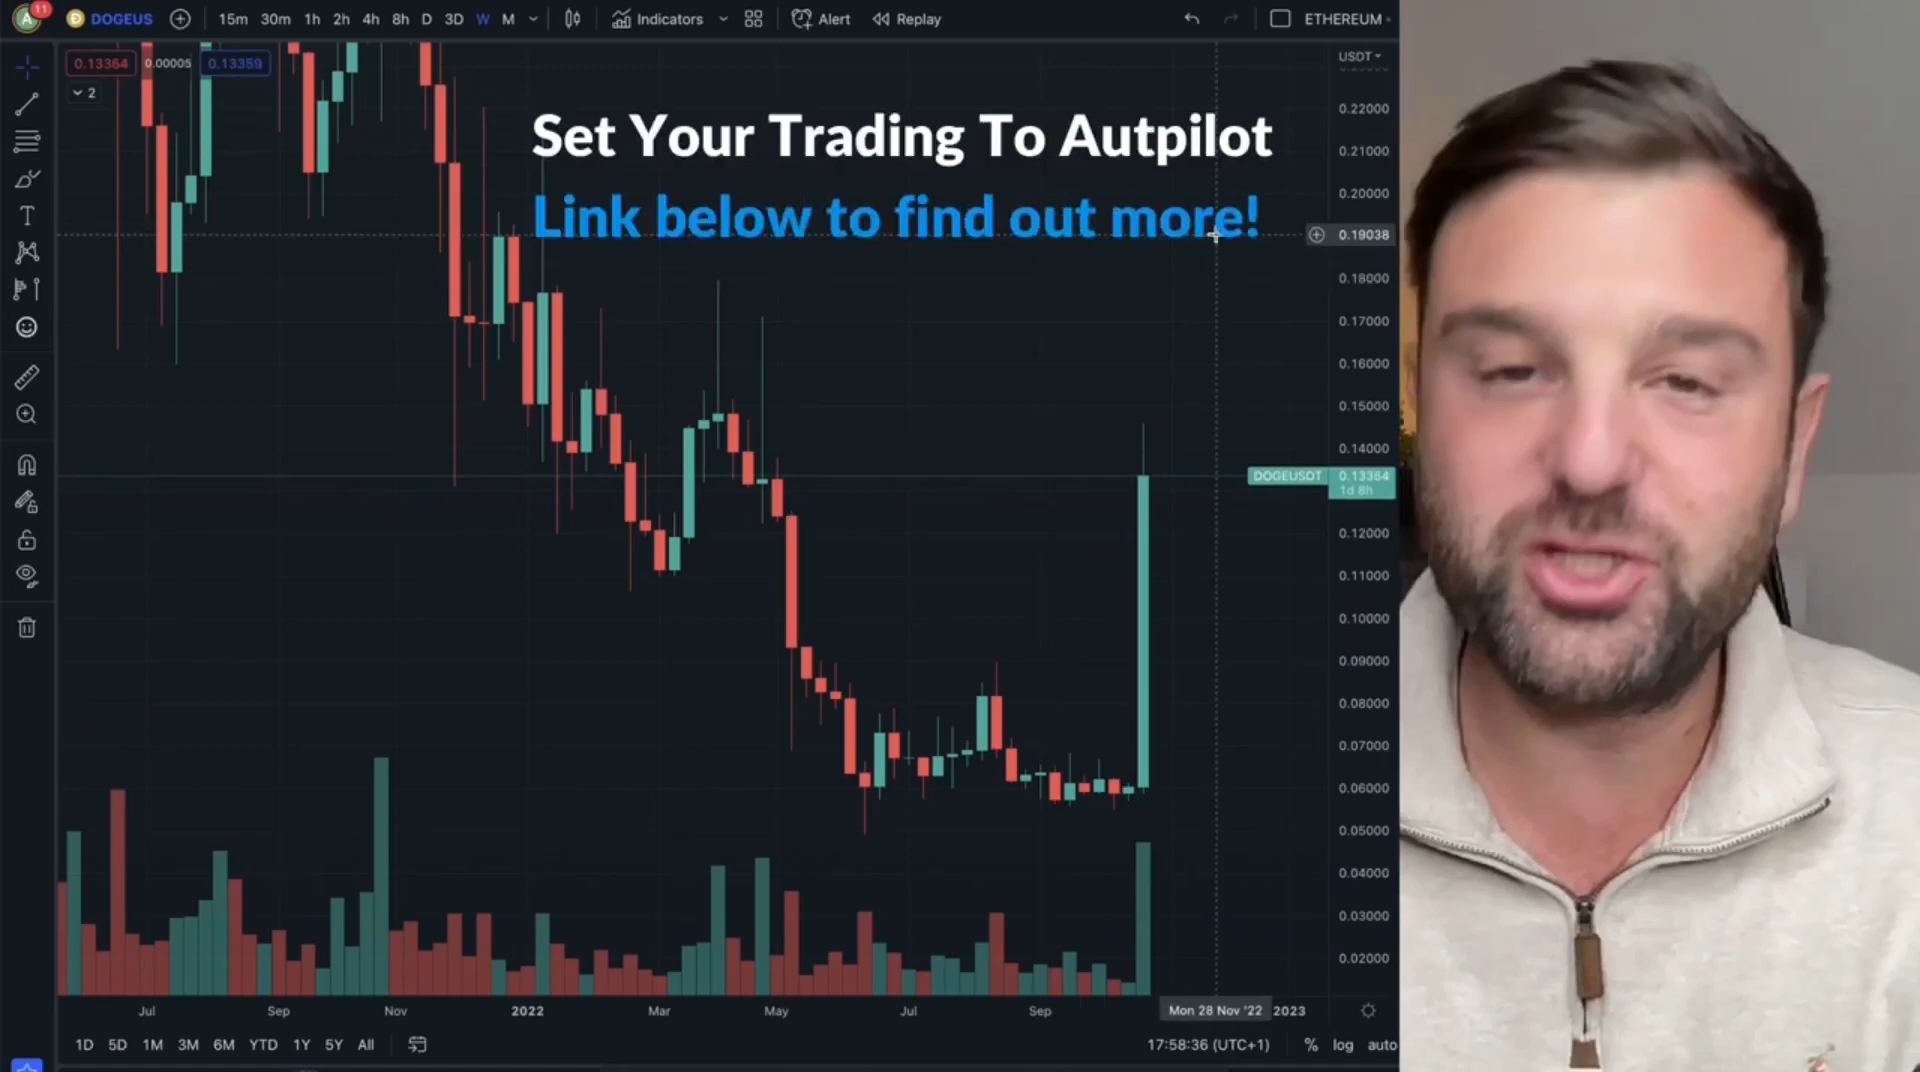 11
A
DOGEUS
15m 30m 1h 2h 4h 8h D 3D W M
Indicators
Alert
Replay
ETHEREUM
0.13364 0.00005 0.13359
2
USDT
Set Your Trading To Autpilot
Link below to find out more!
0.22000
0.21000
0.20000
0.19038
0.18000
0.17000
0.16000
0.15000
0.14000
DOGEUSDT 0.13364
1d 8h
0.12000
0.11000
0.10000
0.09000
0.08000
0.07000
0.06000
0.05000
0.04000
0.03000
0.02000
Jul Sep Nov 2022 Mar May Jul Sep Mon 28 Nov '22 2023
1D 5D 1M 3M 6M YTD 1Y 5Y All
17:58:36 (UTC+1) % log auto